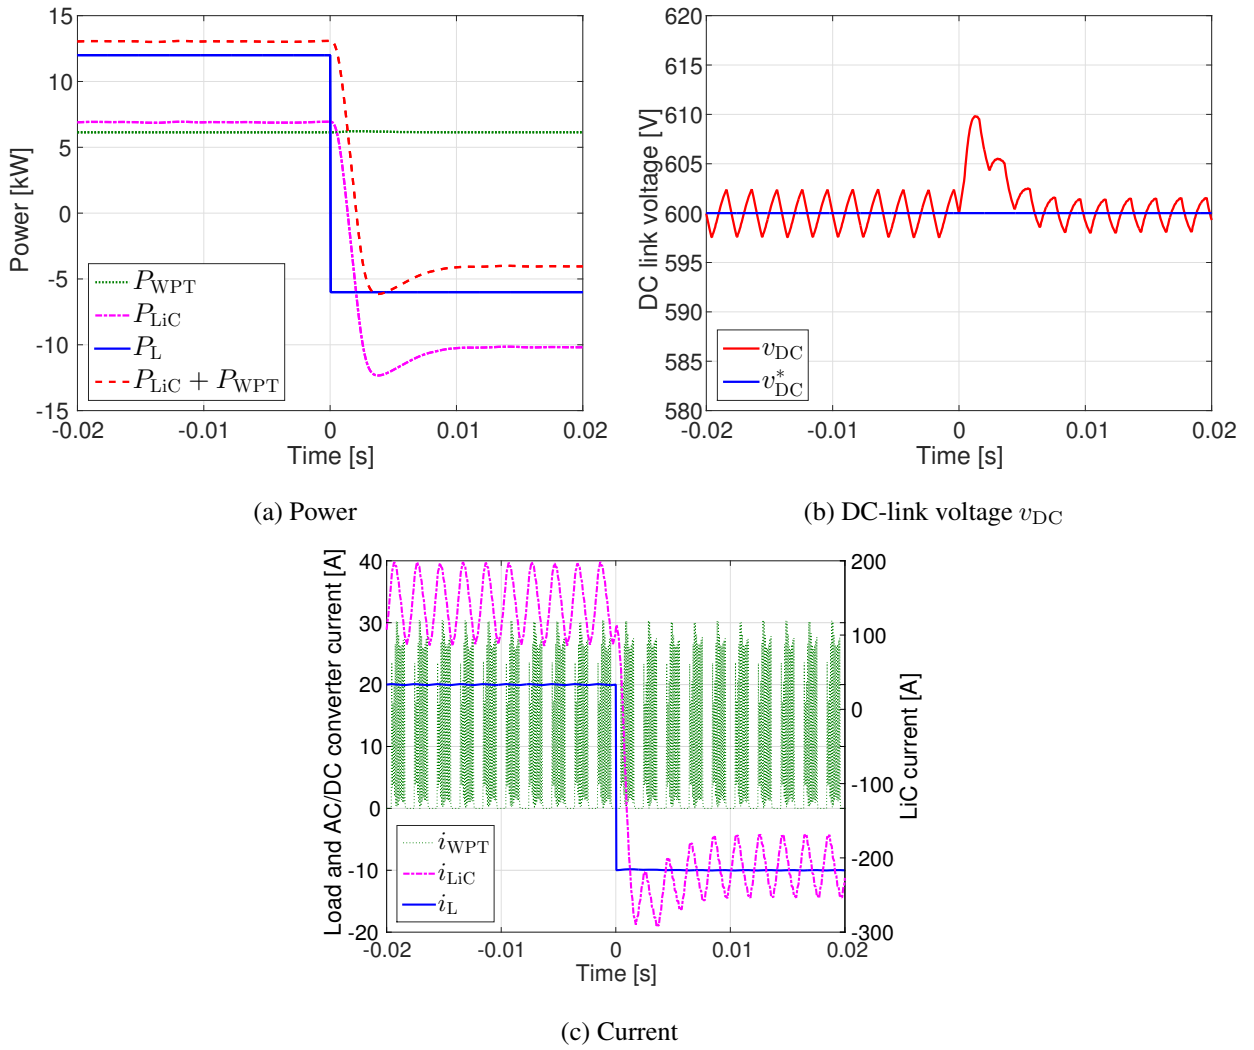 15
10
5
0
-5
-10
-15
-0.02
-0.01
0
0.01
0.02
Power [kW]
Time [s]
P_WPT
P_LiC
P_L
P_LiC + P_WPT
(a) Power
620
615
610
605
600
595
590
585
580
-0.02
-0.01
0
0.01
0.02
DC link voltage [V]
Time [s]
v_DC
v*_DC
(b) DC-link voltage v_DC
40
30
20
10
0
-10
-20
200
100
0
-100
-200
-300
-0.02
-0.01
0
0.01
0.02
Load and AC/DC converter current [A]
LiC current [A]
Time [s]
i_WPT
i_LiC
i_L
(c) Current